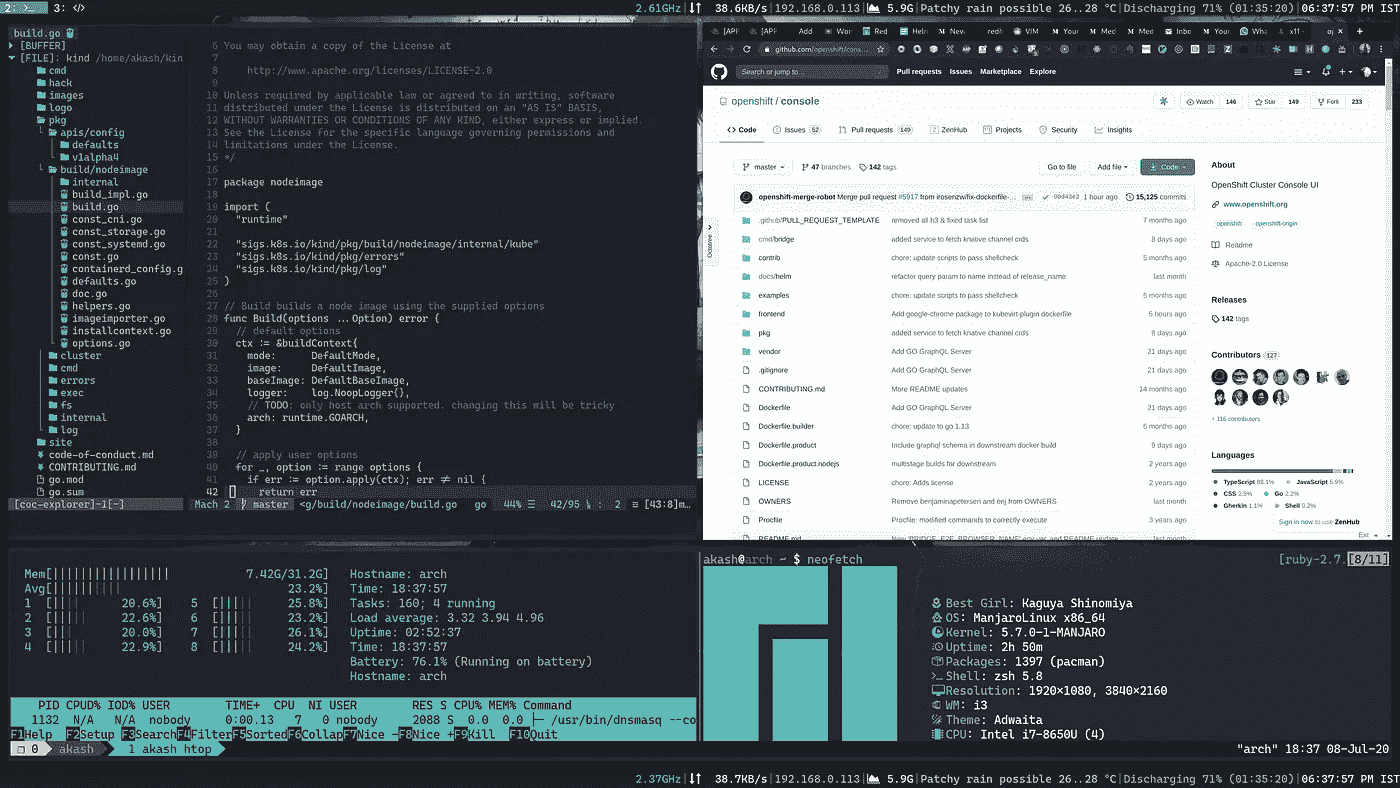 2: 3: </> 2.61GHz 38.6KB/s|192.168.0.113| 5.9G|Patchy rain possible 26..28 °C|Discharging 71% (01:35:20)|06:37:57 PM IST
build.go
[BUFFER]
[FILE]: kind /home/akash/kin
cmd
hack
images
logo
pkg
apis/config
defaults
v1alpha4
build/nodeimage
internal
build_impl.go
build.go
const_cni.go
const_storage.go
const_systemd.go
const.go
containerd_config.g
defaults.go
doc.go
helpers.go
imageimporter.go
installcontext.go
options.go
cluster
cmd
errors
exec
fs
internal
log
site
code-of-conduct.md
CONTRIBUTING.md
go.mod
go.sum
[coc-explorer]-1[-]
6 You may obtain a copy of the License at
7
8 http://www.apache.org/licenses/LICENSE-2.0
9
10 Unless required by applicable law or agreed to in writing, software
11 distributed under the License is distributed on an "AS IS" BASIS,
12 WITHOUT WARRANTIES OR CONDITIONS OF ANY KIND, either express or implied.
13 See the License for the specific language governing permissions and
14 limitations under the License.
15 */
16
17 package nodeimage
18
19 import (
20 "runtime"
21
22 "sigs.k8s.io/kind/pkg/build/nodeimage/internal/kube"
23 "sigs.k8s.io/kind/pkg/errors"
24 "sigs.k8s.io/kind/pkg/log"
25 )
26
27 // Build builds a node image using the supplied options
28 func Build(options ...Option) error {
29 // default options
30 ctx := &buildContext{
31 mode: DefaultMode,
32 image: DefaultImage,
33 baseImage: DefaultBaseImage,
34 logger: log.NoopLogger{},
35 // TODO: only host arch supported. changing this will be tricky
36 arch: runtime.GOARCH,
37 }
38
39 // apply user options
40 for _, option := range options {
41 if err := option.apply(ctx); err ≠ nil {
42 return err
Mach 2 master <g/build/nodeimage/build.go go 44% ☰ 42/95 : 2 [43:8]m…
[APF [APF Add Wor Red Hel New redh VIM Your Med Med Inbo Your Wha x11
github.com/openshift/cons...
Search or jump to... / Pull requests Issues Marketplace Explore
openshift / console Watch 146 Star 149 Fork 233
Code Issues 52 Pull requests 149 ZenHub Projects Security Insights
master 47 branches 142 tags Go to file Add file Code
openshift-merge-robot Merge pull request #5917 from irosenzw/fix-dockerfile-... 90d43e2 1 hour ago 15,125 commits
Octotree
.github/PULL_REQUEST_TEMPLATE removed all h3 & fixed task list 7 months ago
cmd/bridge added service to fetch knative channel crds 8 days ago
contrib chore: update scripts to pass shellcheck 5 months ago
docs/helm refactor query param to name instead of release_name last month
examples chore: update scripts to pass shellcheck 5 months ago
frontend Add google-chrome package to kubevirt-plugin dockerfile 5 hours ago
pkg added service to fetch knative channel crds 8 days ago
vendor Add GO GraphQL Server 21 days ago
.gitignore Add GO GraphQL Server 21 days ago
CONTRIBUTING.md More README updates 14 months ago
Dockerfile Add GO GraphQL Server 21 days ago
Dockerfile.builder chore: update to go 1.13 6 months ago
Dockerfile.product Include graphql schema in downstream docker build 9 days ago
Dockerfile.product.nodejs multistage builds for downstream 2 years ago
LICENSE chore: Adds license 2 years ago
OWNERS Remove benjaminapetersen and enj from OWNERS last month
Procfile Procfile: modified commands to correctly execute 3 years ago
About
OpenShift Cluster Console UI
www.openshift.org
openshift openshift-origin
Readme
Apache-2.0 License
Releases
142 tags
Contributors 127
+ 116 contributors
Languages
TypeScript 88.1% JavaScript 5.9%
CSS 2.5% Go 2.2%
Gherkin 1.1% Shell 0.2%
Sign in now to use ZenHub
Ext
Mem[ 7.42G/31.2G] Hostname: arch
Avg[ 23.2%] Time: 18:37:57
1 [ 20.6%] 5 [ 25.8%] Tasks: 160; 4 running
2 [ 22.6%] 6 [ 23.2%] Load average: 3.32 3.94 4.96
3 [ 20.0%] 7 [ 26.1%] Uptime: 02:52:37
4 [ 22.9%] 8 [ 24.2%] Time: 18:37:57
Battery: 76.1% (Running on battery)
Hostname: arch
PID CPUD% IOD% USER TIME+ CPU NI USER RES S CPU% MEM% Command
1132 N/A N/A nobody 0:00.13 7 0 nobody 2088 S 0.0 0.0 ├─ /usr/bin/dnsmasq --co
F1Help F2Setup F3SearchF4FilterF5SortedF6CollapF7Nice -F8Nice +F9Kill F10Quit
0 akash 1 akash htop
akash@arch ~ $ neofetch [ruby-2.7.[8/11]
Best Girl: Kaguya Shinomiya
OS: ManjaroLinux x86_64
Kernel: 5.7.0-1-MANJARO
Uptime: 2h 50m
Packages: 1397 (pacman)
Shell: zsh 5.8
Resolution: 1920×1080, 3840×2160
WM: i3
Theme: Adwaita
CPU: Intel i7-8650U (4)
"arch" 18:37 08-Jul-20
2.37GHz 38.7KB/s|192.168.0.113| 5.9G|Patchy rain possible 26..28 °C|Discharging 71% (01:35:20)|06:37:57 PM IST